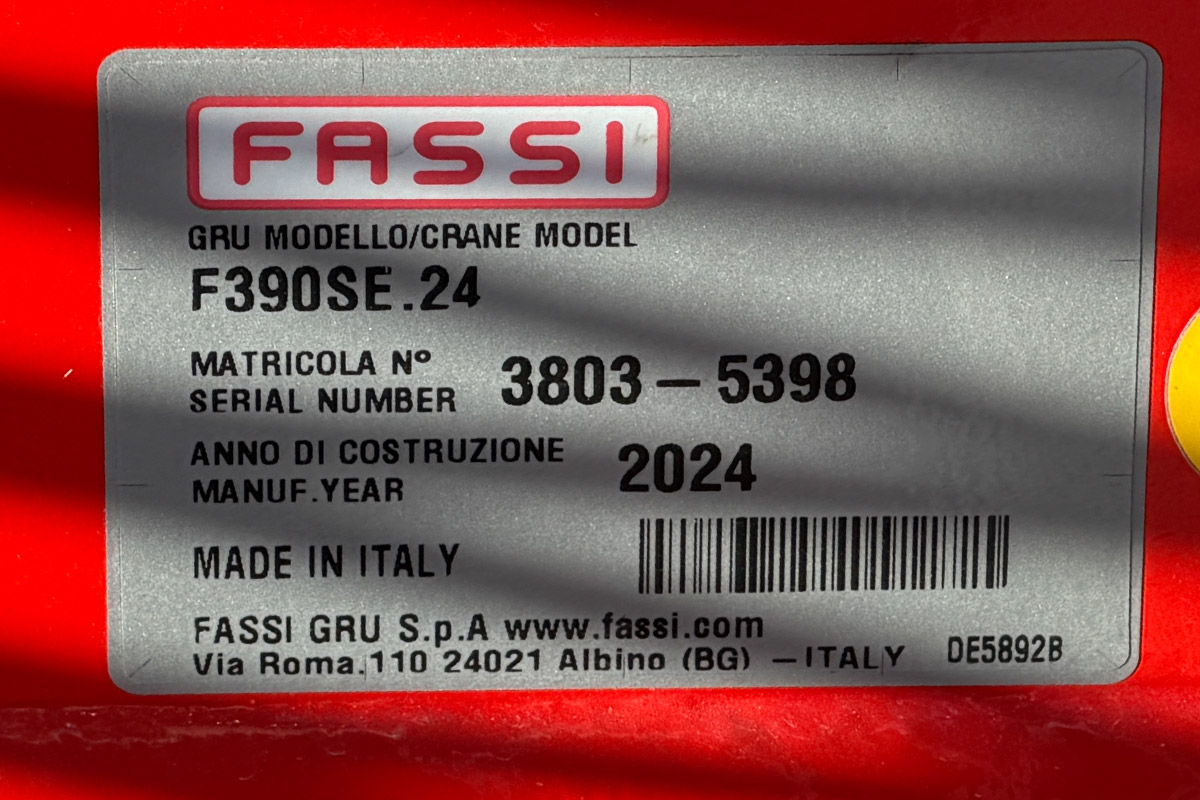 FASSI
GRU MODELLO/CRANE MODEL
F390SE.24
MATRICOLA Nº
SERIAL NUMBER
3803 – 5398
ANNO DI COSTRUZIONE
MANUF.YEAR
2024
MADE IN ITALY
FASSI GRU S.p.A www.fassi.com
Via Roma.110 24021 Albino (BG) – ITALY
DE5892B